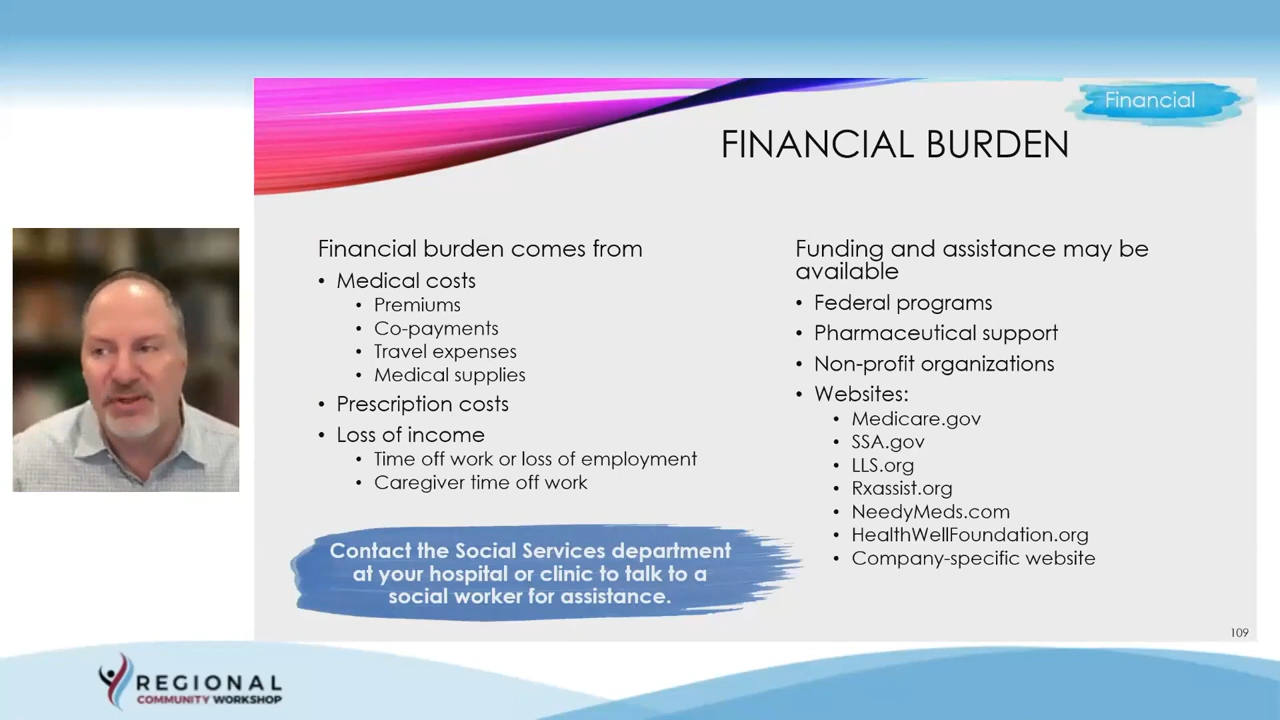 Financial
FINANCIAL BURDEN
Financial burden comes from
• Medical costs
• Premiums
• Co-payments
• Travel expenses
• Medical supplies
• Prescription costs
• Loss of income
• Time off work or loss of employment
• Caregiver time off work
Contact the Social Services department
at your hospital or clinic to talk to a
social worker for assistance.
Funding and assistance may be
available
• Federal programs
• Pharmaceutical support
• Non-profit organizations
• Websites:
• Medicare.gov
• SSA.gov
• LLS.org
• Rxassist.org
• NeedyMeds.com
• HealthWellFoundation.org
• Company-specific website
109
REGIONAL
COMMUNITY WORKSHOP